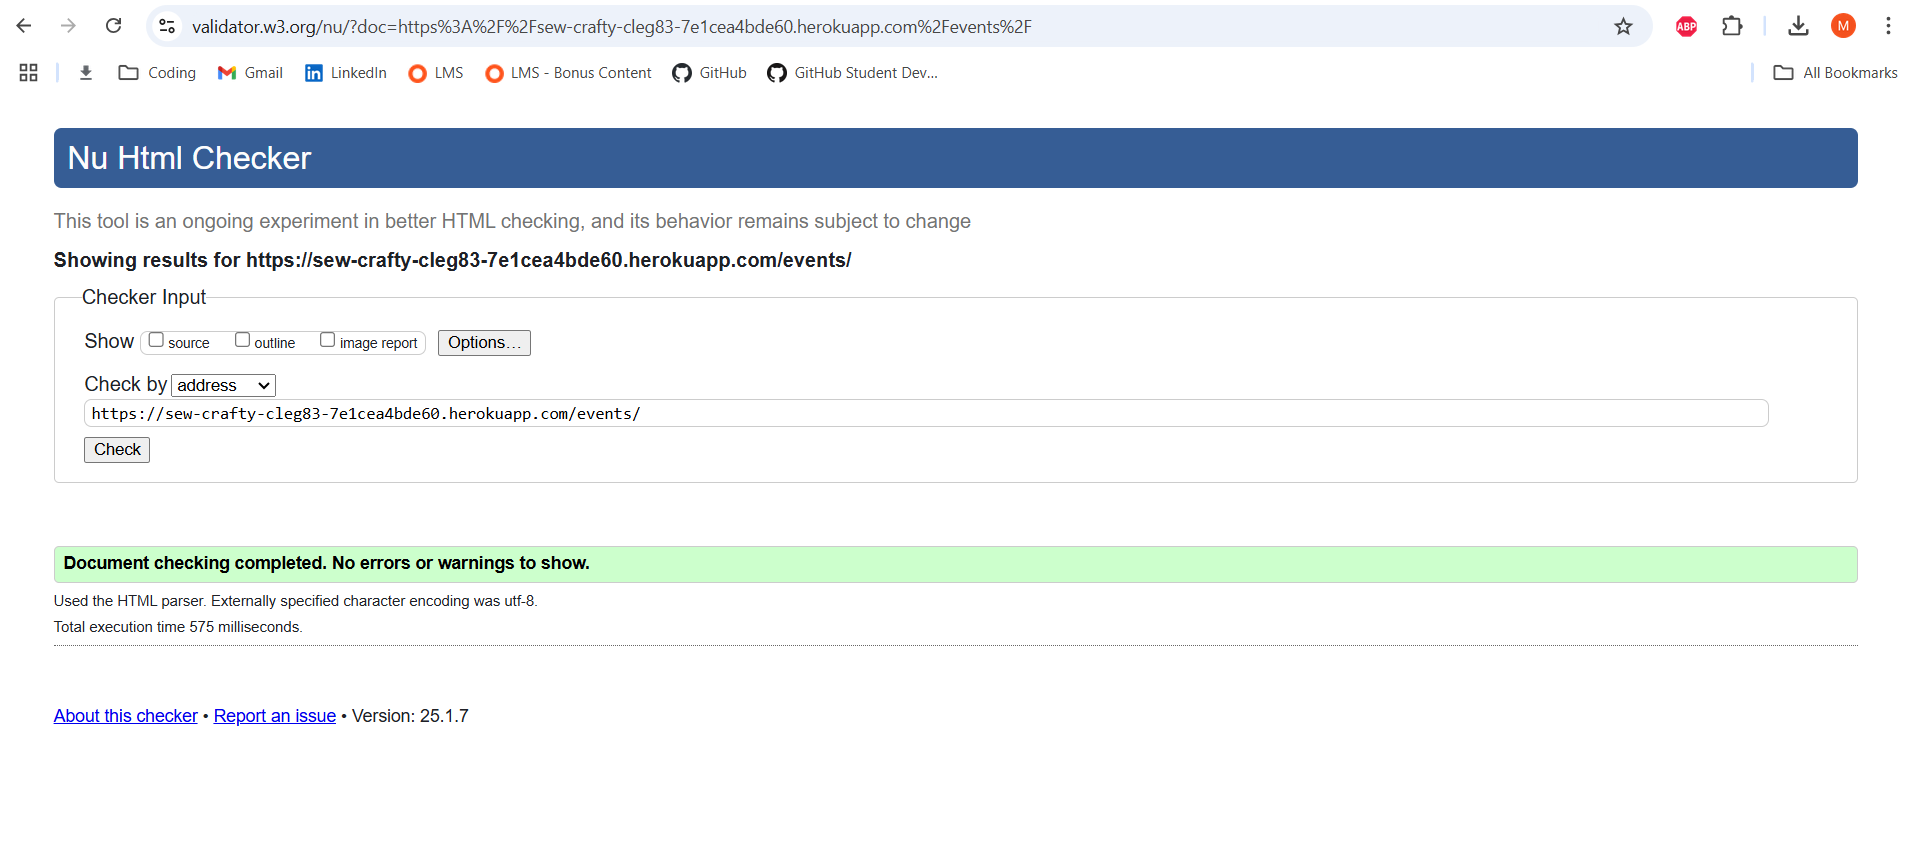 validator.w3.org/nu/?doc=https%3A%2F%2Fsew-crafty-cleg83-7e1cea4bde60.herokuapp.com%2Fevents%2F
ABP
M
Coding
Gmail
in
LinkedIn
LMS
LMS - Bonus Content
GitHub
GitHub Student Dev...
All Bookmarks
Nu Html Checker
This tool is an ongoing experiment in better HTML checking, and its behavior remains subject to change
Showing results for https://sew-crafty-cleg83-7e1cea4bde60.herokuapp.com/events/
Checker Input
Show source outline image report Options...
Check by address
https://sew-crafty-cleg83-7e1cea4bde60.herokuapp.com/events/
Check
Document checking completed. No errors or warnings to show.
Used the HTML parser. Externally specified character encoding was utf-8.
Total execution time 575 milliseconds.
About this checker • Report an issue • Version: 25.1.7